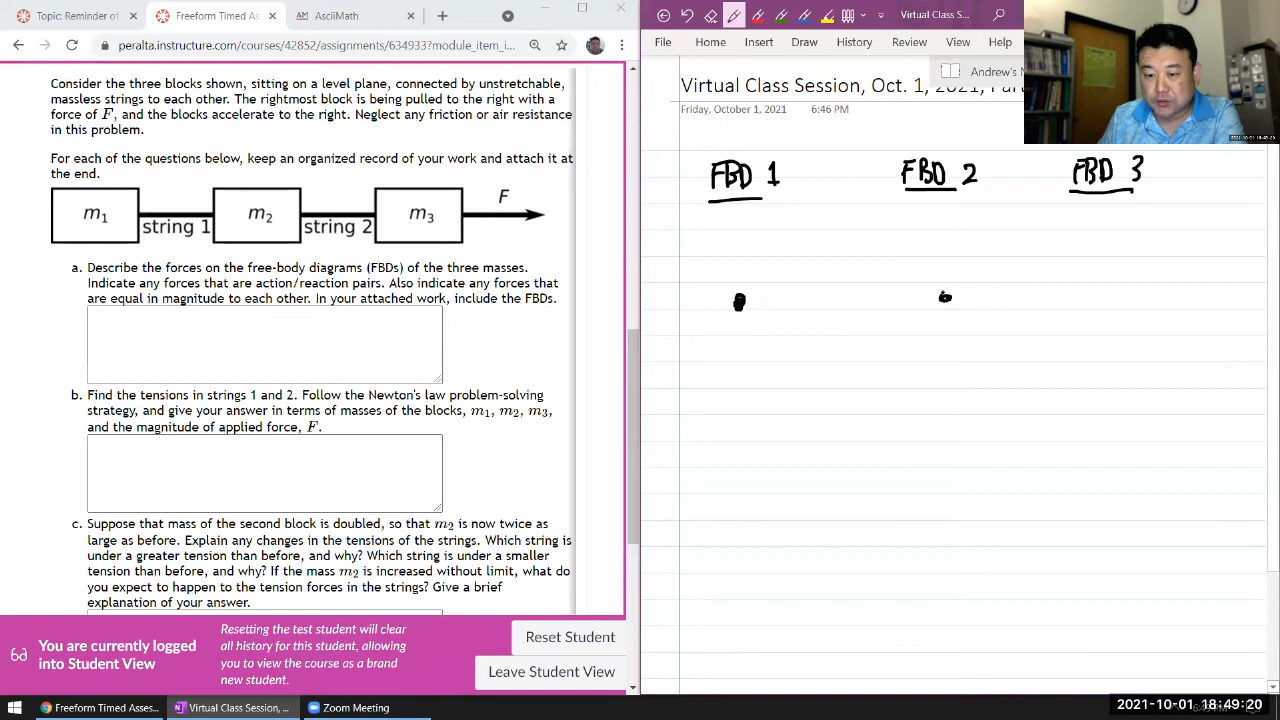 Topic: Reminder of
Freeform Timed Ass
AsciiMath
peralta.instructure.com/courses/42852/assignments/634933?module_item_i...
Consider the three blocks shown, sitting on a level plane, connected by unstretchable,
massless strings to each other. The rightmost block is being pulled to the right with a
force of F, and the blocks accelerate to the right. Neglect any friction or air resistance
in this problem.
For each of the questions below, keep an organized record of your work and attach it at
the end.
m₁ string 1 m₂ string 2 m₃ F
a. Describe the forces on the free-body diagrams (FBDs) of the three masses.
Indicate any forces that are action/reaction pairs. Also indicate any forces that
are equal in magnitude to each other. In your attached work, include the FBDs.
b. Find the tensions in strings 1 and 2. Follow the Newton's law problem-solving
strategy, and give your answer in terms of masses of the blocks, m₁, m₂, m₃,
and the magnitude of applied force, F.
c. Suppose that mass of the second block is doubled, so that m₂ is now twice as
large as before. Explain any changes in the tensions of the strings. Which string is
under a greater tension than before, and why? Which string is under a smaller
tension than before, and why? If the mass m₂ is increased without limit, what do
you expect to happen to the tension forces in the strings? Give a brief
explanation of your answer.
You are currently logged
into Student View
Resetting the test student will clear
all history for this student, allowing
you to view the course as a brand
new student.
Reset Student
Leave Student View
Virtual Class S...
File Home Insert Draw History Review View Help
Andrew's
Virtual Class Session, Oct. 1, 2021,
Friday, October 1, 2021 6:46 PM
FBD 1 FBD 2 FBD 3
2021-10-01 18:49:20
Freeform Timed Asses...
Virtual Class Session,...
Zoom Meeting
2021-10-01 18:49:20